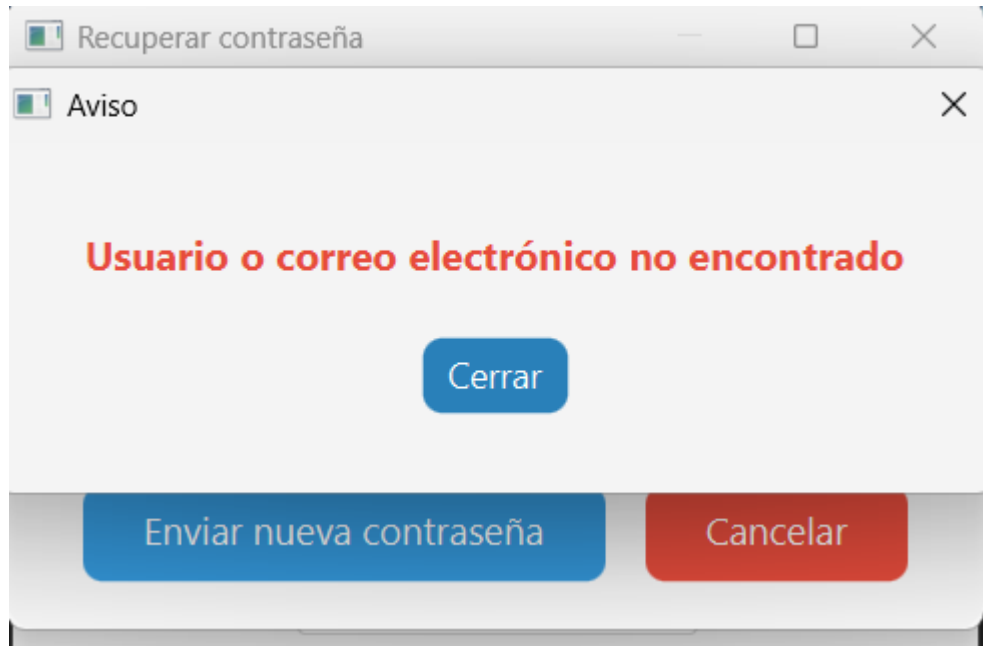 Recuperar contraseña
Aviso
Usuario o correo electrónico no encontrado
Cerrar
Enviar nueva contraseña
Cancelar